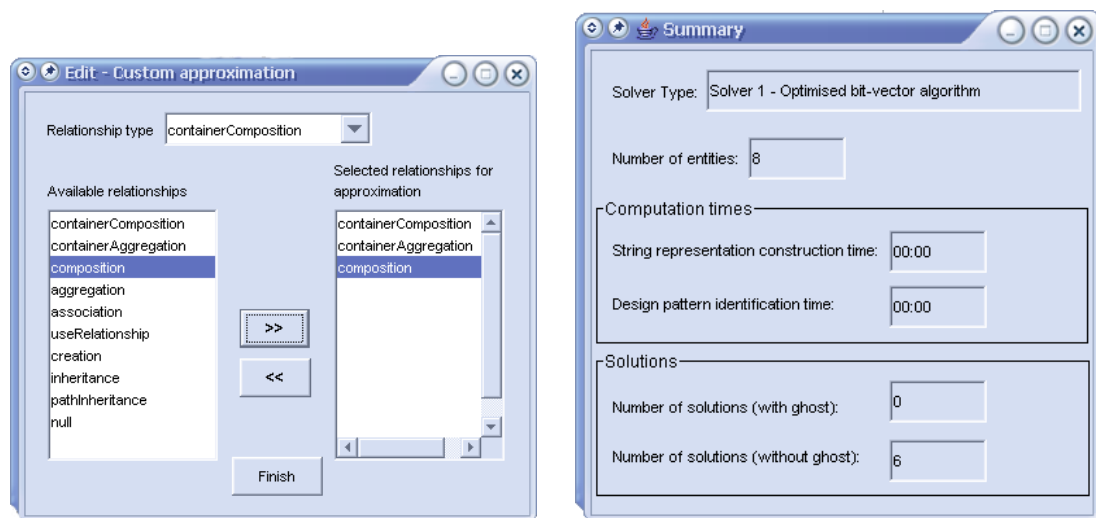 Edit - Custom approximation
Relationship type containerComposition
Available relationships
containerComposition
containerAggregation
composition
aggregation
association
useRelationship
creation
inheritance
pathInheritance
null
>>
<<
Selected relationships for
approximation
containerComposition
containerAggregation
composition
Finish
Summary
Solver Type: Solver 1 - Optimised bit-vector algorithm
Number of entities: 8
Computation times
String representation construction time: 00:00
Design pattern identification time: 00:00
Solutions
Number of solutions (with ghost): 0
Number of solutions (without ghost): 6